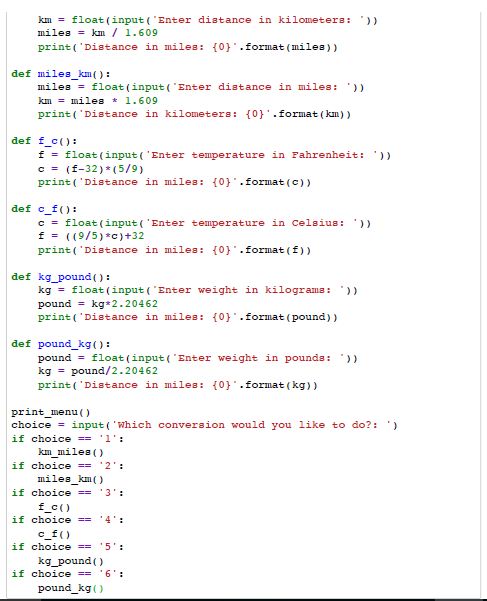 km = float(input('Enter distance in kilometers: '))
miles = km / 1.609
print('Distance in miles: {0}'.format(miles))
def miles_km():
miles = float(input('Enter distance in miles: '))
km = miles * 1.609
print('Distance in kilometers: {0}'.format(km))
def f_c():
f = float(input('Enter temperature in Fahrenheit: '))
c = (f-32)*(5/9)
print('Distance in miles: {0}'.format(c))
def c_f():
c = float(input('Enter temperature in Celsius: '))
f = ((9/5)*c)+32
print('Distance in miles: {0}'.format(f))
def kg_pound():
kg = float(input('Enter weight in kilograms: '))
pound = kg*2.20462
print('Distance in miles: {0}'.format(pound))
def pound_kg():
pound = float(input('Enter weight in pounds: '))
kg = pound/2.20462
print('Distance in miles: {0}'.format(kg))
print_menu()
choice = input('Which conversion would you like to do?: ')
if choice == '1':
km_miles()
if choice == '2':
miles_km()
if choice == '3':
f_c()
if choice == '4':
c_f()
if choice == '5':
kg_pound()
if choice == '6':
pound_kg()